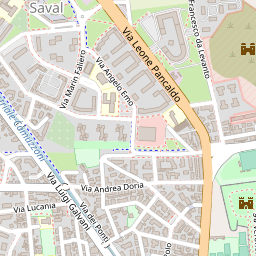 Saval
Via Leone Pancaldo
Francesco da Levanto
Via Marin Faliero
Via Angelo Emo
Via Andrea Doria
Via Luigi Galvani
Via dei Ponti
Via Lucania